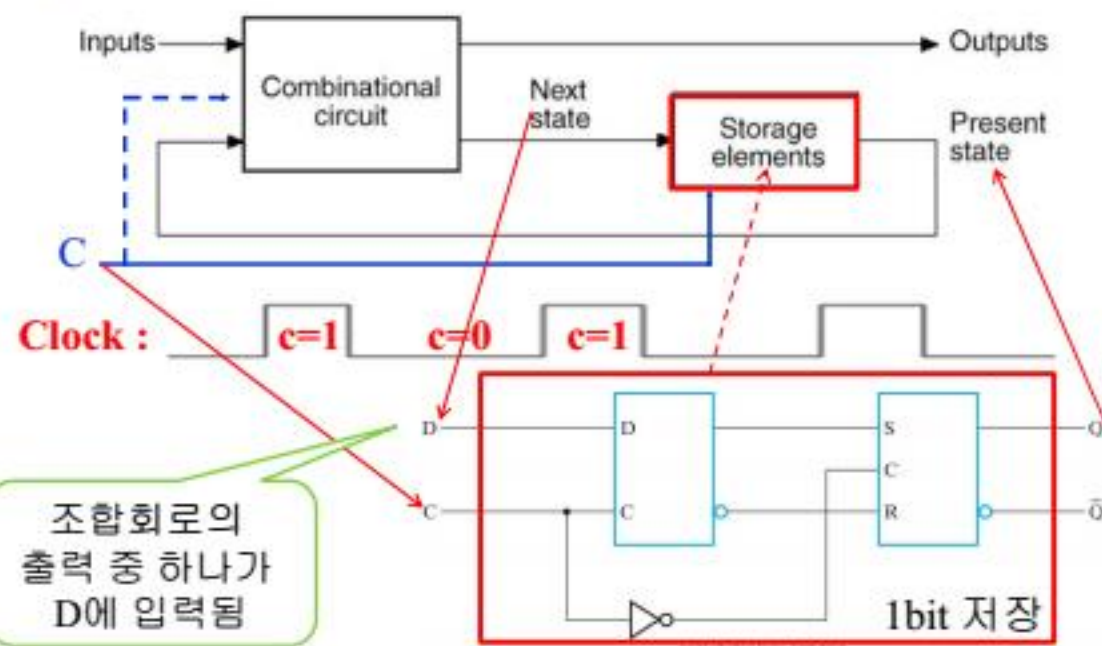 Inputs
Combinational
circuit
Outputs
Next
state
Storage
elements
Present
state
C
Clock :
c=1
c=0
c=1
D
D
S
Q
C
C
C
R
Q̅
조합회로의
출력 중 하나가
D에 입력됨
1bit 저장